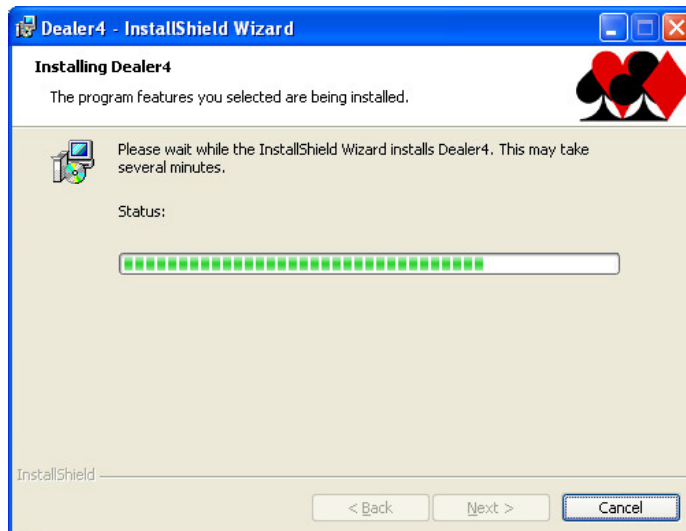 Dealer4 - InstallShield Wizard
Installing Dealer4
The program features you selected are being installed.
Please wait while the InstallShield Wizard installs Dealer4. This may take
several minutes.
Status:
InstallShield
< Back Next > Cancel